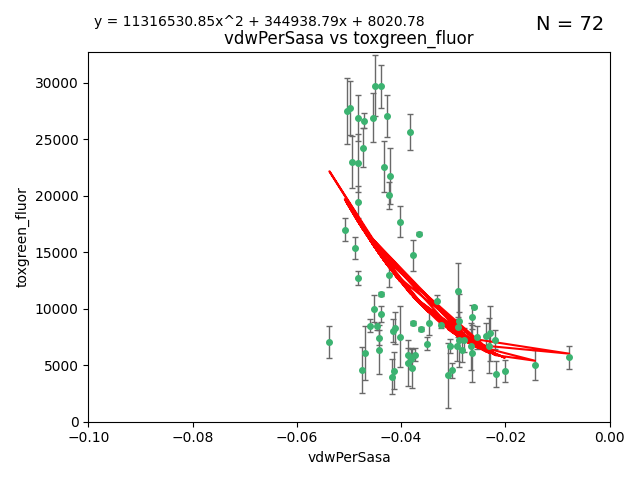 y = 11316530.85x^2 + 344938.79x + 8020.78
N = 72
vdwPerSasa vs toxgreen_fluor
30000
25000
20000
15000
10000
5000
0
toxgreen_fluor
−0.10
−0.08
−0.06
−0.04
−0.02
0.00
vdwPerSasa